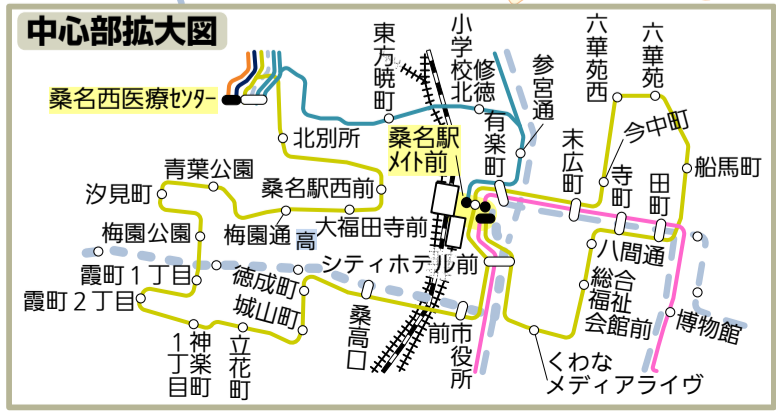 中心部拡大図
桑名西医療ｾﾝﾀｰ
東方暁町
小学校北
修徳
参宮通
六華苑西
六華苑
北別所
桑名駅
ﾒｲﾄ前
有楽町
末広町
今中町
寺町
田町
船馬町
青葉公園
汐見町
桑名駅西前
梅園通
大福田寺前
梅園公園
高
シティホテル前
八間通
霞町１丁目
霞町２丁目
徳成町
城山町
総合
福祉
会館前
桑高口
市役所
前
博物館
神楽町
１丁目
立花町
くわな
メディアライヴ